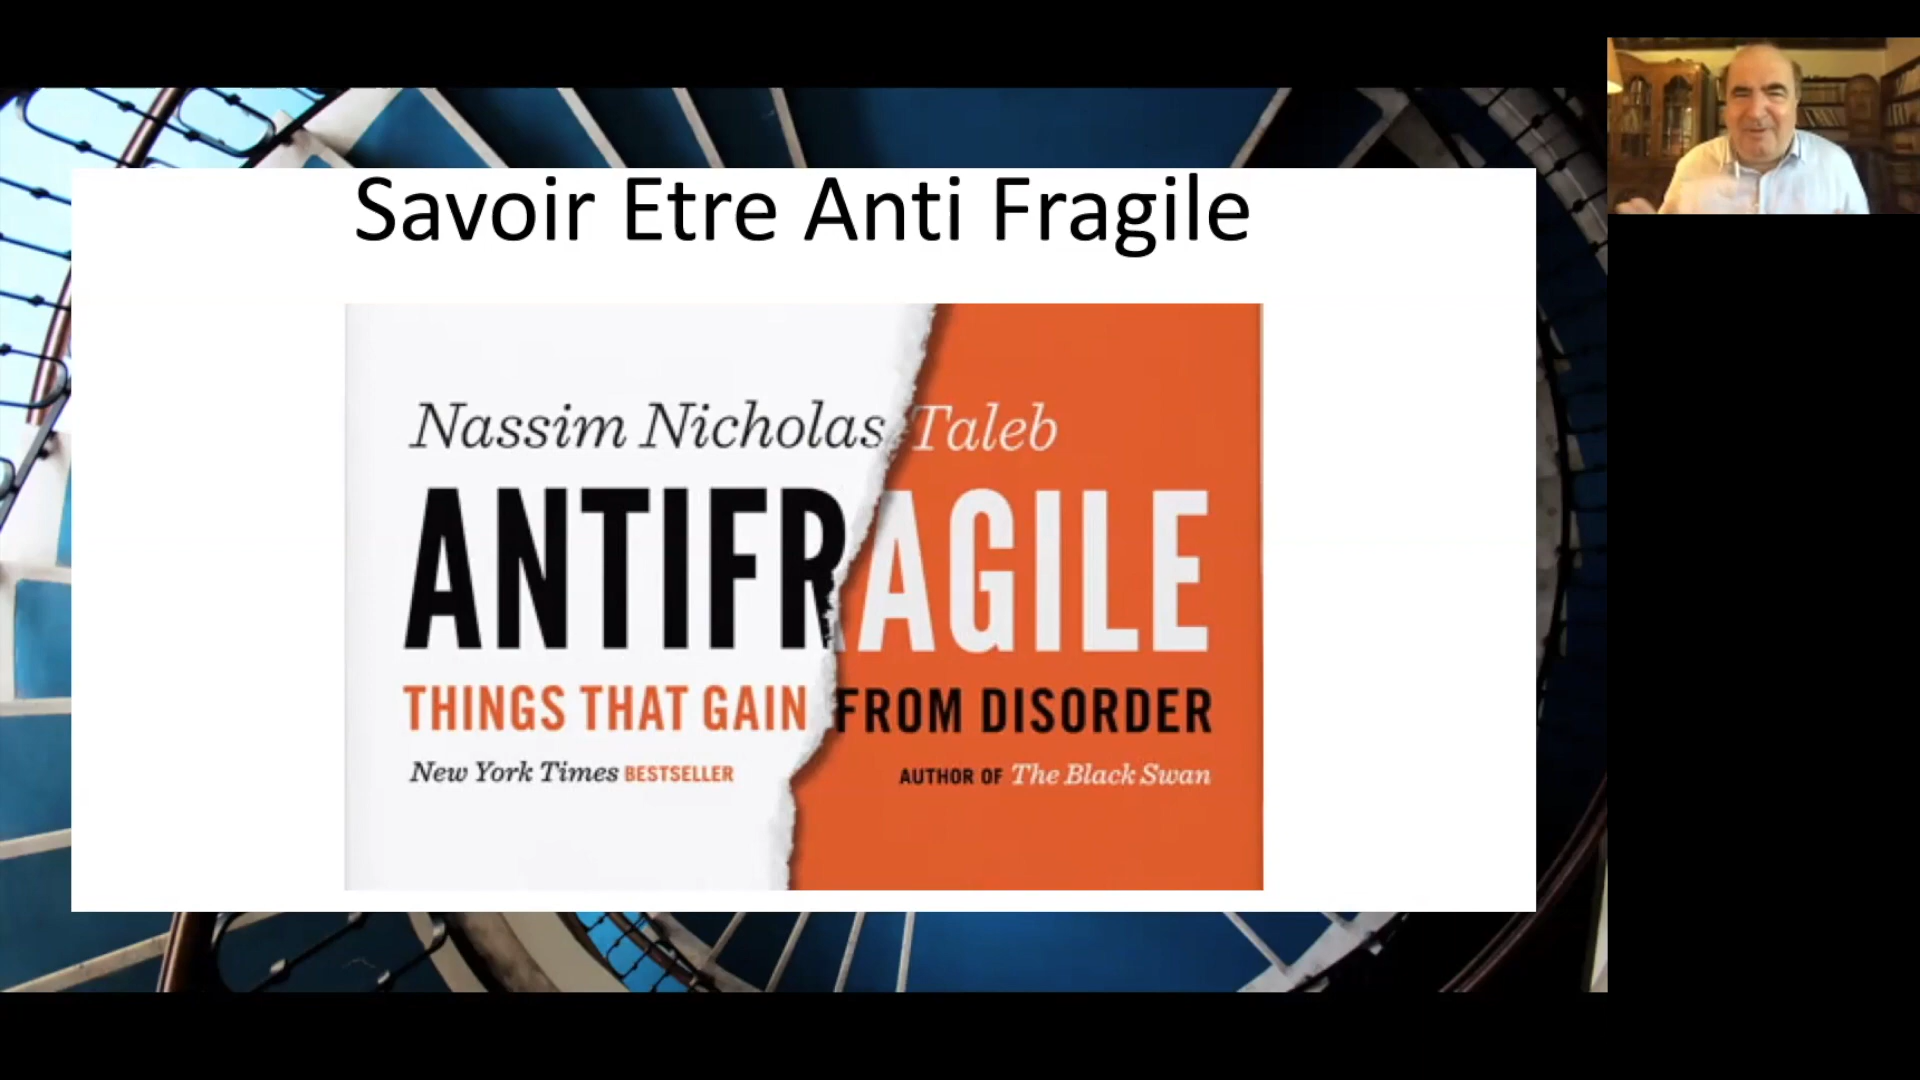 Savoir Etre Anti Fragile
Nassim Nicholas Taleb
ANTIFRAGILE
THINGS THAT GAIN FROM DISORDER
New York Times BESTSELLER
AUTHOR OF The Black Swan